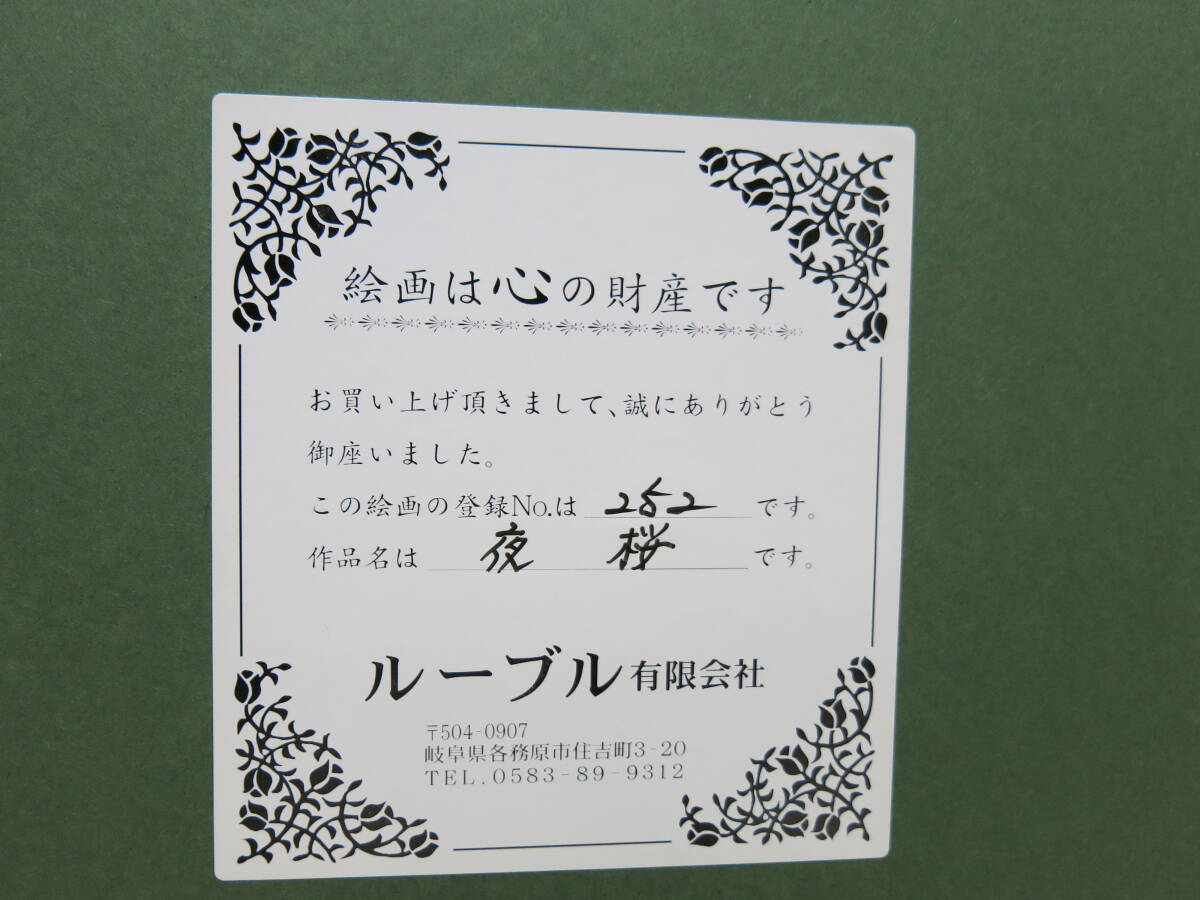 絵画は心の財産です
お買い上げ頂きまして、誠にありがとう
御座いました。
この絵画の登録No.は 252 です。
作品名は 夜 桜 です。
ルーブル有限会社
〒504-0907
岐阜県各務原市住吉町3-20
TEL.0583-89-9312